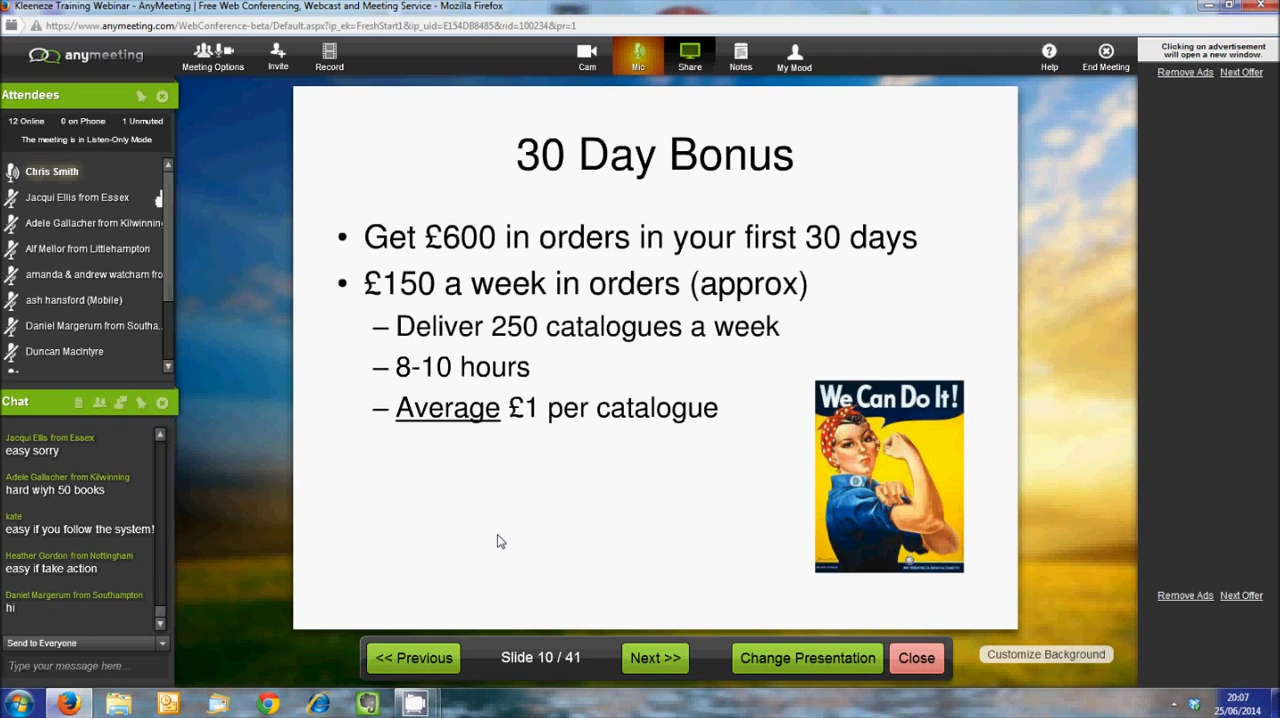 Kleeneze Training Webinar - AnyMeeting | Free Web Conferencing, Webcast and Meeting Service - Mozilla Firefox
https://www.anymeeting.com/WebConference-beta/Default.aspx?ip_ek=FreshStart1&ip_uid=E154DB8485&rid=100234&pr=1
anymeeting
Meeting Options
Invite
Record
Cam
Mic
Share
Notes
My Mood
Help
End Meeting
Clicking on advertisement
will open a new window.
Remove Ads Next Offer
Attendees
12 Online 0 on Phone 1 Unmuted
The meeting is in Listen-Only Mode
Chris Smith
Jacqui Ellis from Essex
Adele Gallacher from Kilwinnin
Alf Mellor from Littlehampton
amanda & andrew watcham fro
ash hansford (Mobile)
Daniel Margerum from Southa...
Duncan MacIntyre
Chat
Jacqui Ellis from Essex
easy sorry
Adele Gallacher from Kilwinning
hard wiyh 50 books
kate
easy if you follow the system!
Heather Gordon from Nottingham
easy if take action
Daniel Margerum from Southampton
hi
Send to Everyone
Type your message here...
30 Day Bonus
• Get £600 in orders in your first 30 days
• £150 a week in orders (approx)
– Deliver 250 catalogues a week
– 8-10 hours
– Average £1 per catalogue
We Can Do It!
Remove Ads Next Offer
<< Previous
Slide 10 / 41
Next >>
Change Presentation
Close
Customize Background
20:07
25/06/2014